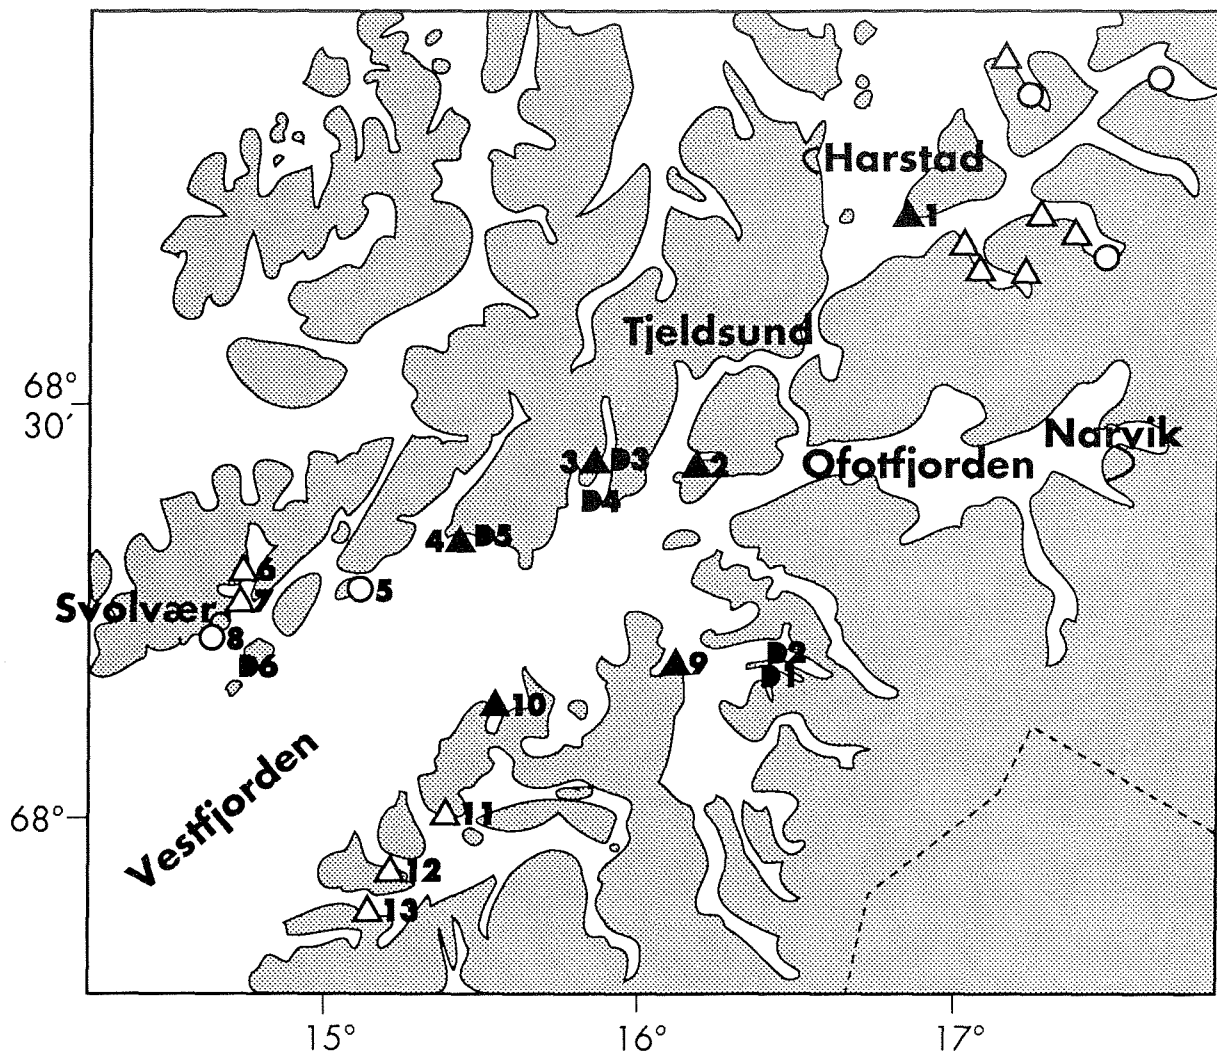 Harstad
1
Tjeldsund
68°
30′
Narvik
Ofotfjorden
3 D3
2
D4
4 D5
6
5
7
Svolvær
8
D6
D2
9
D1
10
Vestfjorden
68°
11
12
13
15°
16°
17°